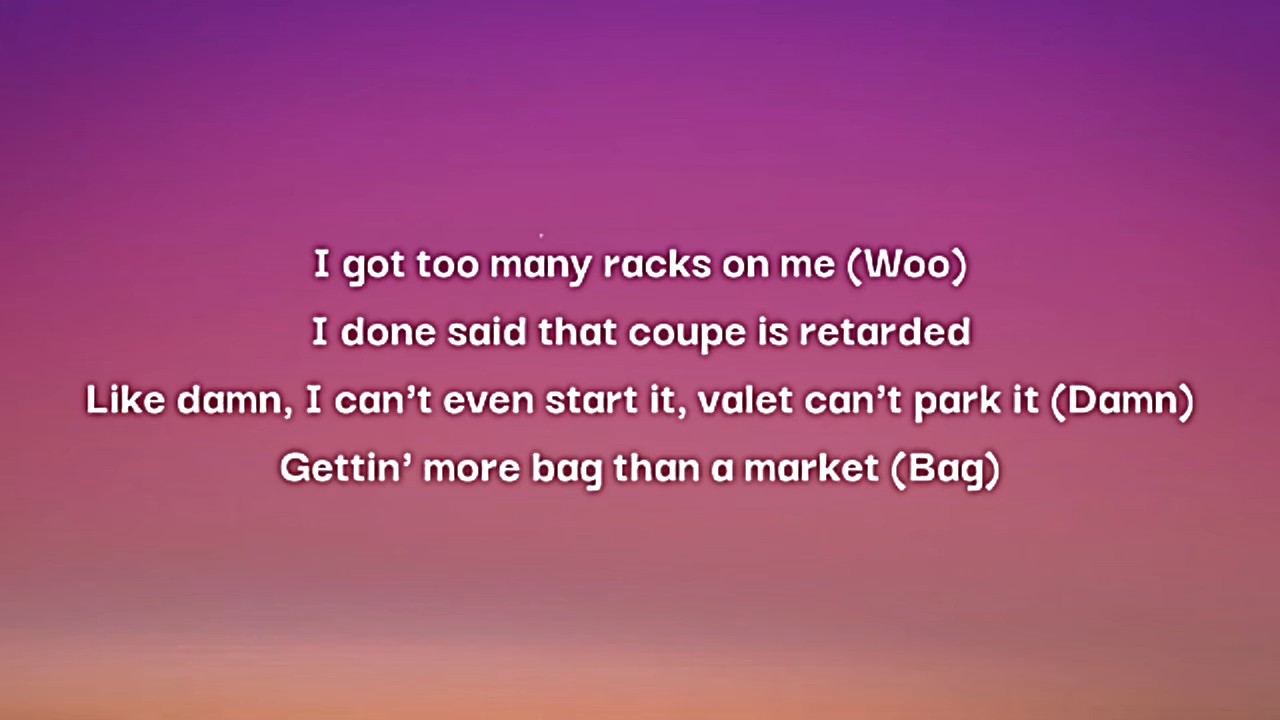 I got too many racks on me (Woo)
I done said that coupe is retarded
Like damn, I can’t even start it, valet can’t park it (Damn)
Gettin’ more bag than a market (Bag)